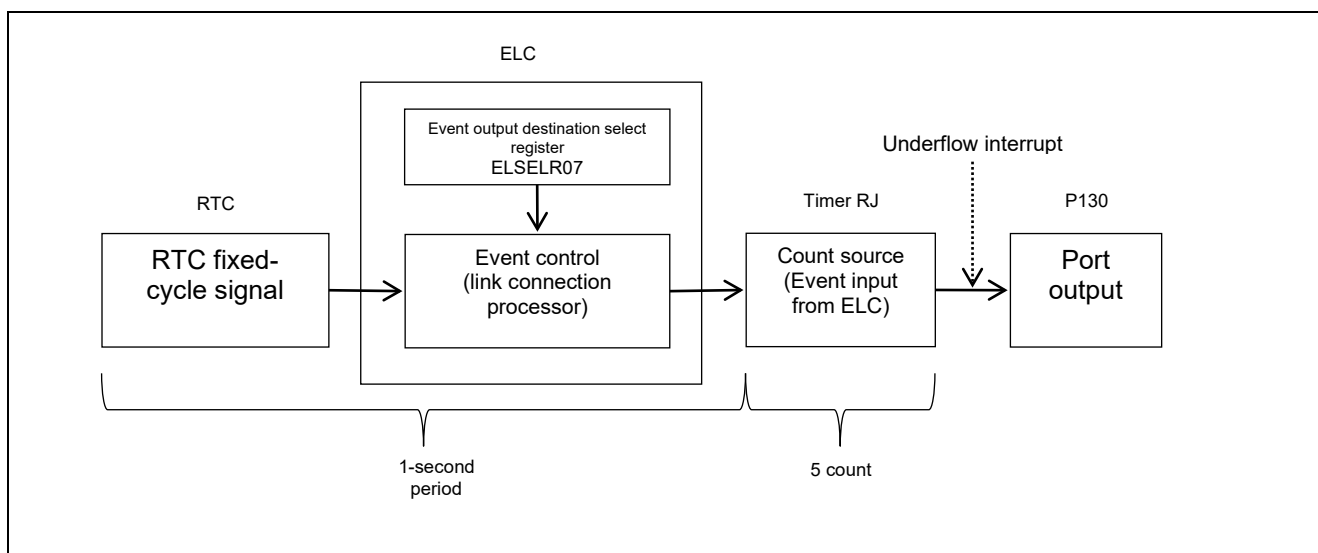 ELC
Event output destination select
register
ELSELR07
Underflow interrupt
RTC
Timer RJ
P130
RTC fixed-
cycle signal
Event control
(link connection
processor)
Count source
(Event input
from ELC)
Port
output
1-second
period
5 count